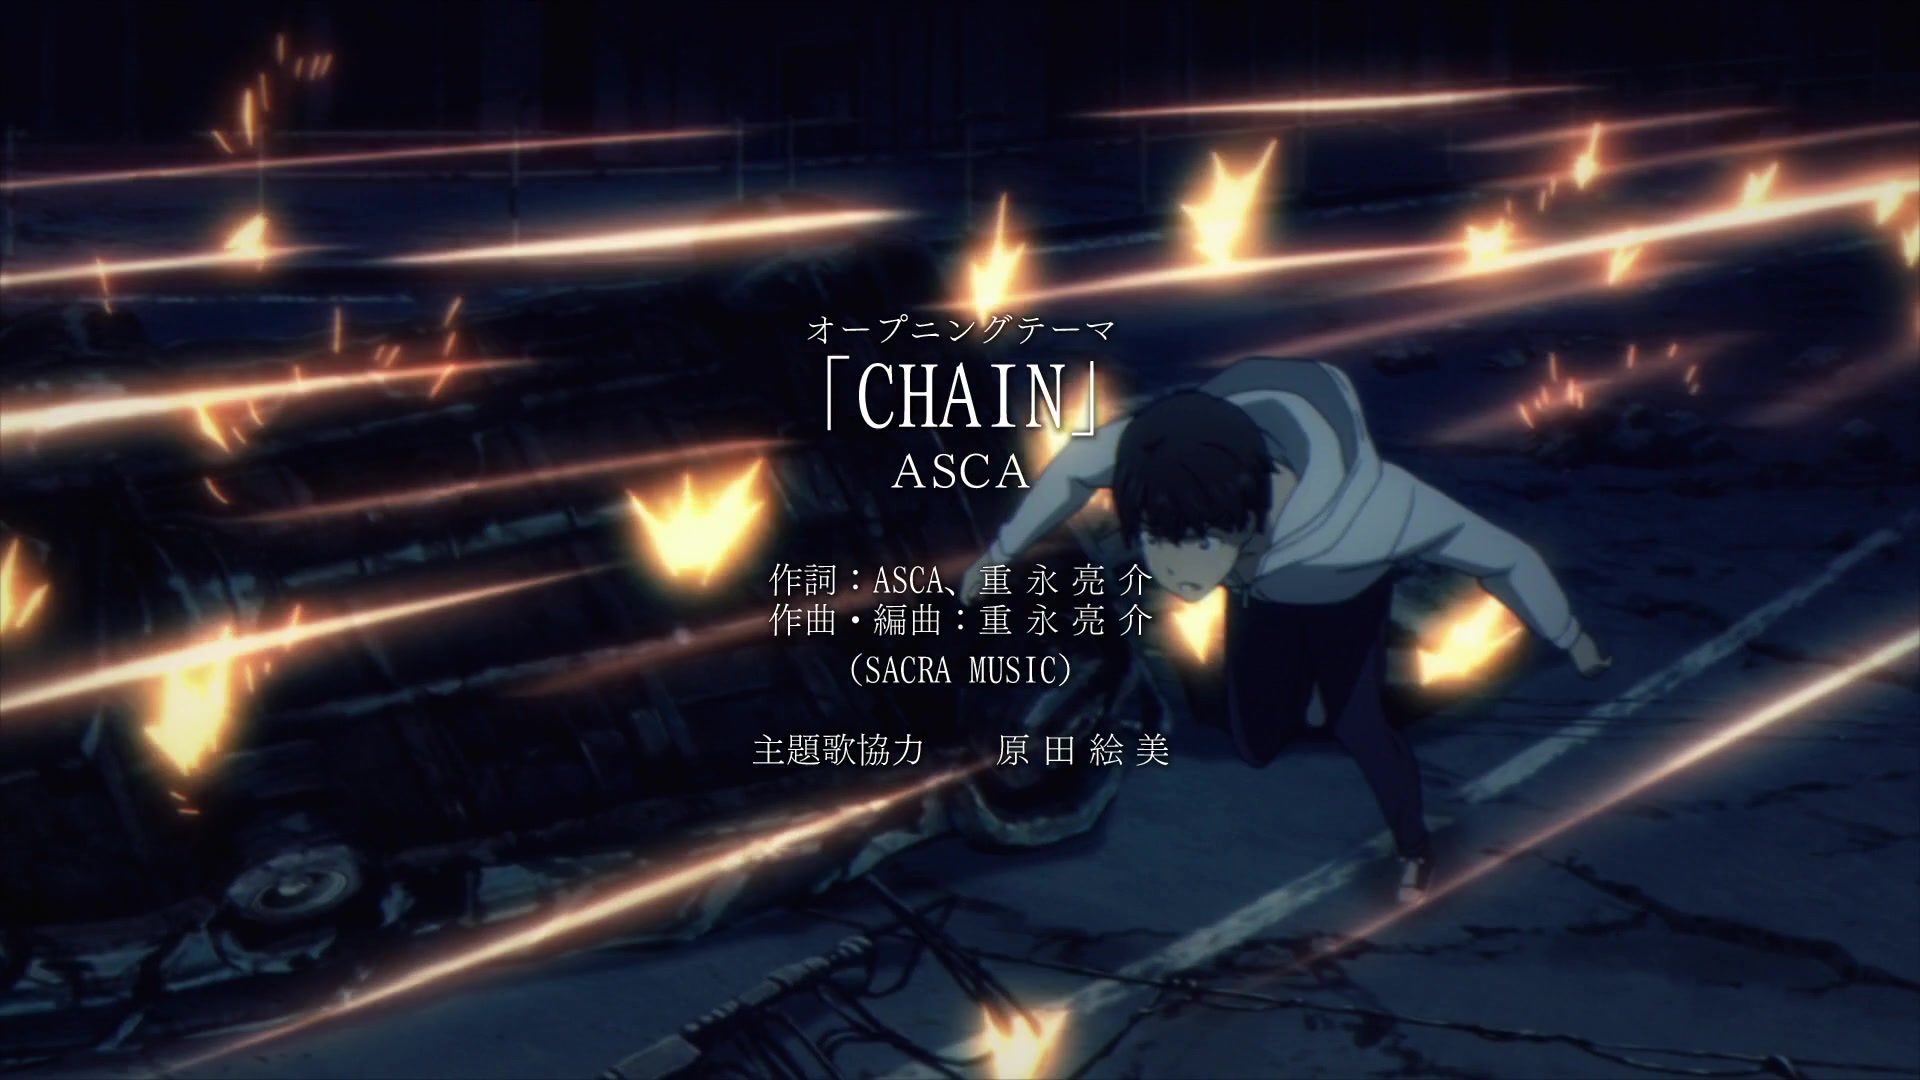 オープニングテーマ
「CHAIN」
ASCA
作詞：ASCA、重永亮介
作曲・編曲：重永亮介
(SACRA MUSIC)
主題歌協力　原田絵美